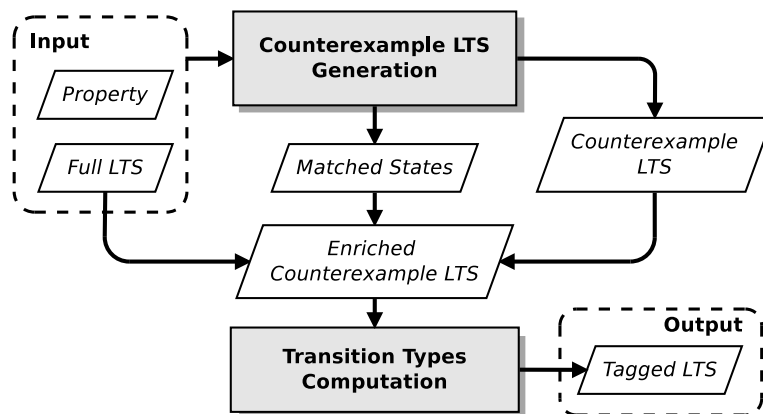 Input
Property
Full LTS
Counterexample LTS
Generation
Matched States
Counterexample
LTS
Enriched
Counterexample LTS
Transition Types
Computation
Output
Tagged LTS